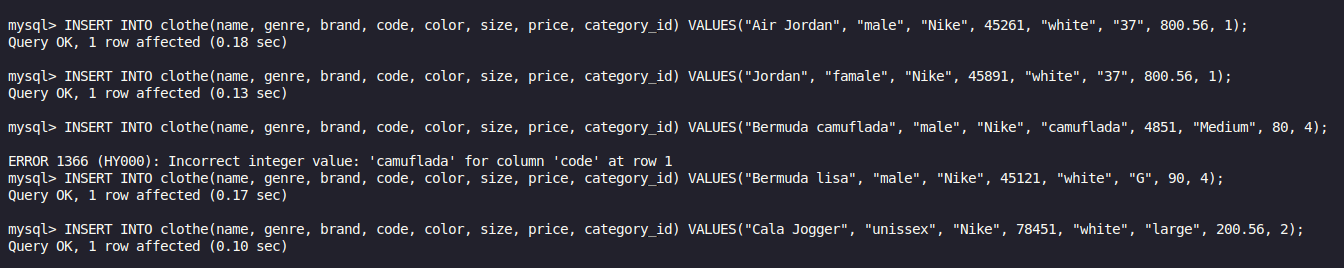 mysql> INSERT INTO clothe(name, genre, brand, code, color, size, price, category_id) VALUES("Air Jordan", "male", "Nike", 45261, "white", "37", 800.56, 1);
Query OK, 1 row affected (0.18 sec)
mysql> INSERT INTO clothe(name, genre, brand, code, color, size, price, category_id) VALUES("Jordan", "famale", "Nike", 45891, "white", "37", 800.56, 1);
Query OK, 1 row affected (0.13 sec)
mysql> INSERT INTO clothe(name, genre, brand, code, color, size, price, category_id) VALUES("Bermuda camuflada", "male", "Nike", "camuflada", 4851, "Medium", 80, 4);
ERROR 1366 (HY000): Incorrect integer value: 'camuflada' for column 'code' at row 1
mysql> INSERT INTO clothe(name, genre, brand, code, color, size, price, category_id) VALUES("Bermuda lisa", "male", "Nike", 45121, "white", "G", 90, 4);
Query OK, 1 row affected (0.17 sec)
mysql> INSERT INTO clothe(name, genre, brand, code, color, size, price, category_id) VALUES("Cala Jogger", "unissex", "Nike", 78451, "white", "large", 200.56, 2);
Query OK, 1 row affected (0.10 sec)